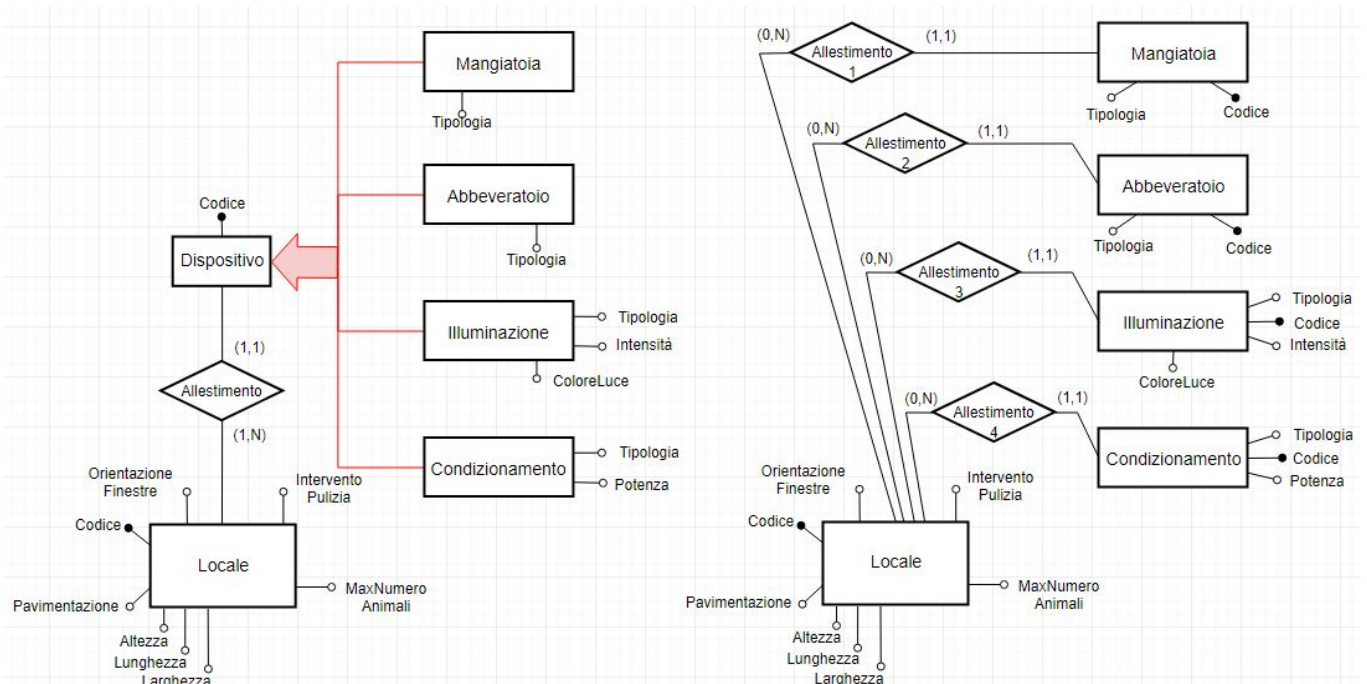 Mangiatoia
Tipologia
Abbeveratoio
Tipologia
Codice
Dispositivo
Illuminazione
Tipologia
Intensità
ColoreLuce
(1,1)
Allestimento
(1,N)
Condizionamento
Tipologia
Potenza
Orientazione
Finestre
Intervento
Pulizia
Codice
Locale
Pavimentazione
MaxNumero
Animali
Altezza
Lunghezza
Larghezza
(0,N)
Allestimento
1
(1,1)
Mangiatoia
Tipologia
Codice
(0,N)
Allestimento
2
(1,1)
Abbeveratoio
Tipologia
Codice
(0,N)
Allestimento
3
(1,1)
Illuminazione
Tipologia
Codice
Intensità
ColoreLuce
(0,N)
Allestimento
4
(1,1)
Condizionamento
Tipologia
Codice
Potenza
Orientazione
Finestre
Intervento
Pulizia
Codice
Locale
Pavimentazione
MaxNumero
Animali
Altezza
Lunghezza
Larghezza